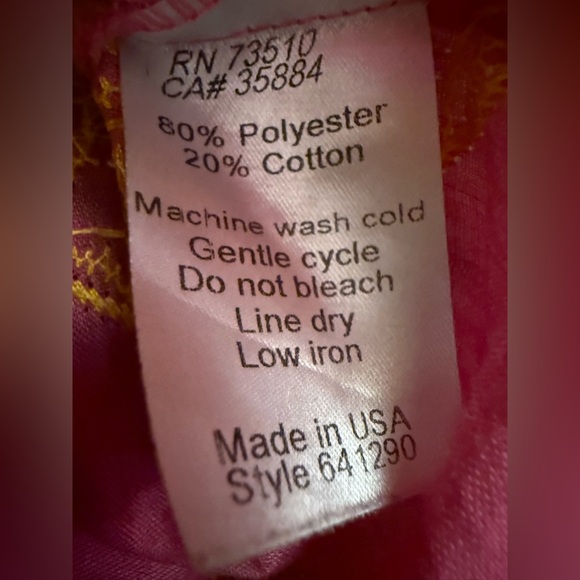 RN 73510
CA# 35884
80% Polyester
20% Cotton
Machine wash cold
Gentle cycle
Do not bleach
Line dry
Low iron
Made in USA
Style 641290